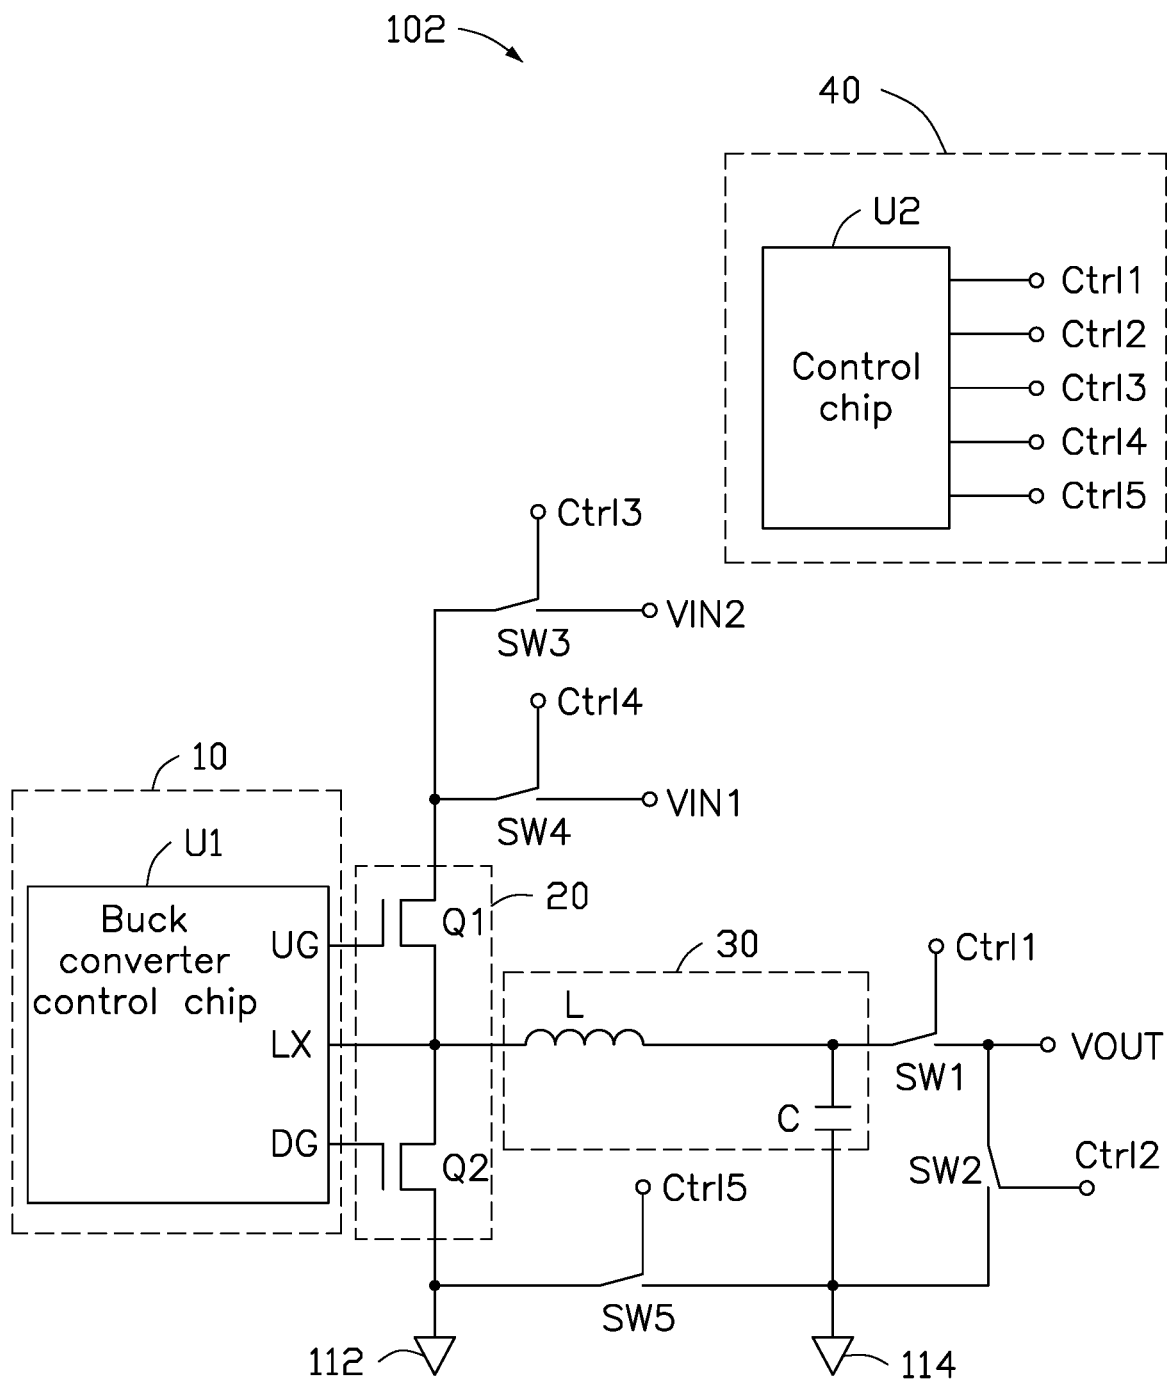 102
40
U2
Control
chip
Ctrl1
Ctrl2
Ctrl3
Ctrl4
Ctrl5
Ctrl3
VIN2
SW3
Ctrl4
VIN1
SW4
10
U1
Buck
converter
control chip
UG
LX
DG
20
Q1
Q2
30
L
C
Ctrl1
SW1
VOUT
SW2
Ctrl2
Ctrl5
SW5
112
114